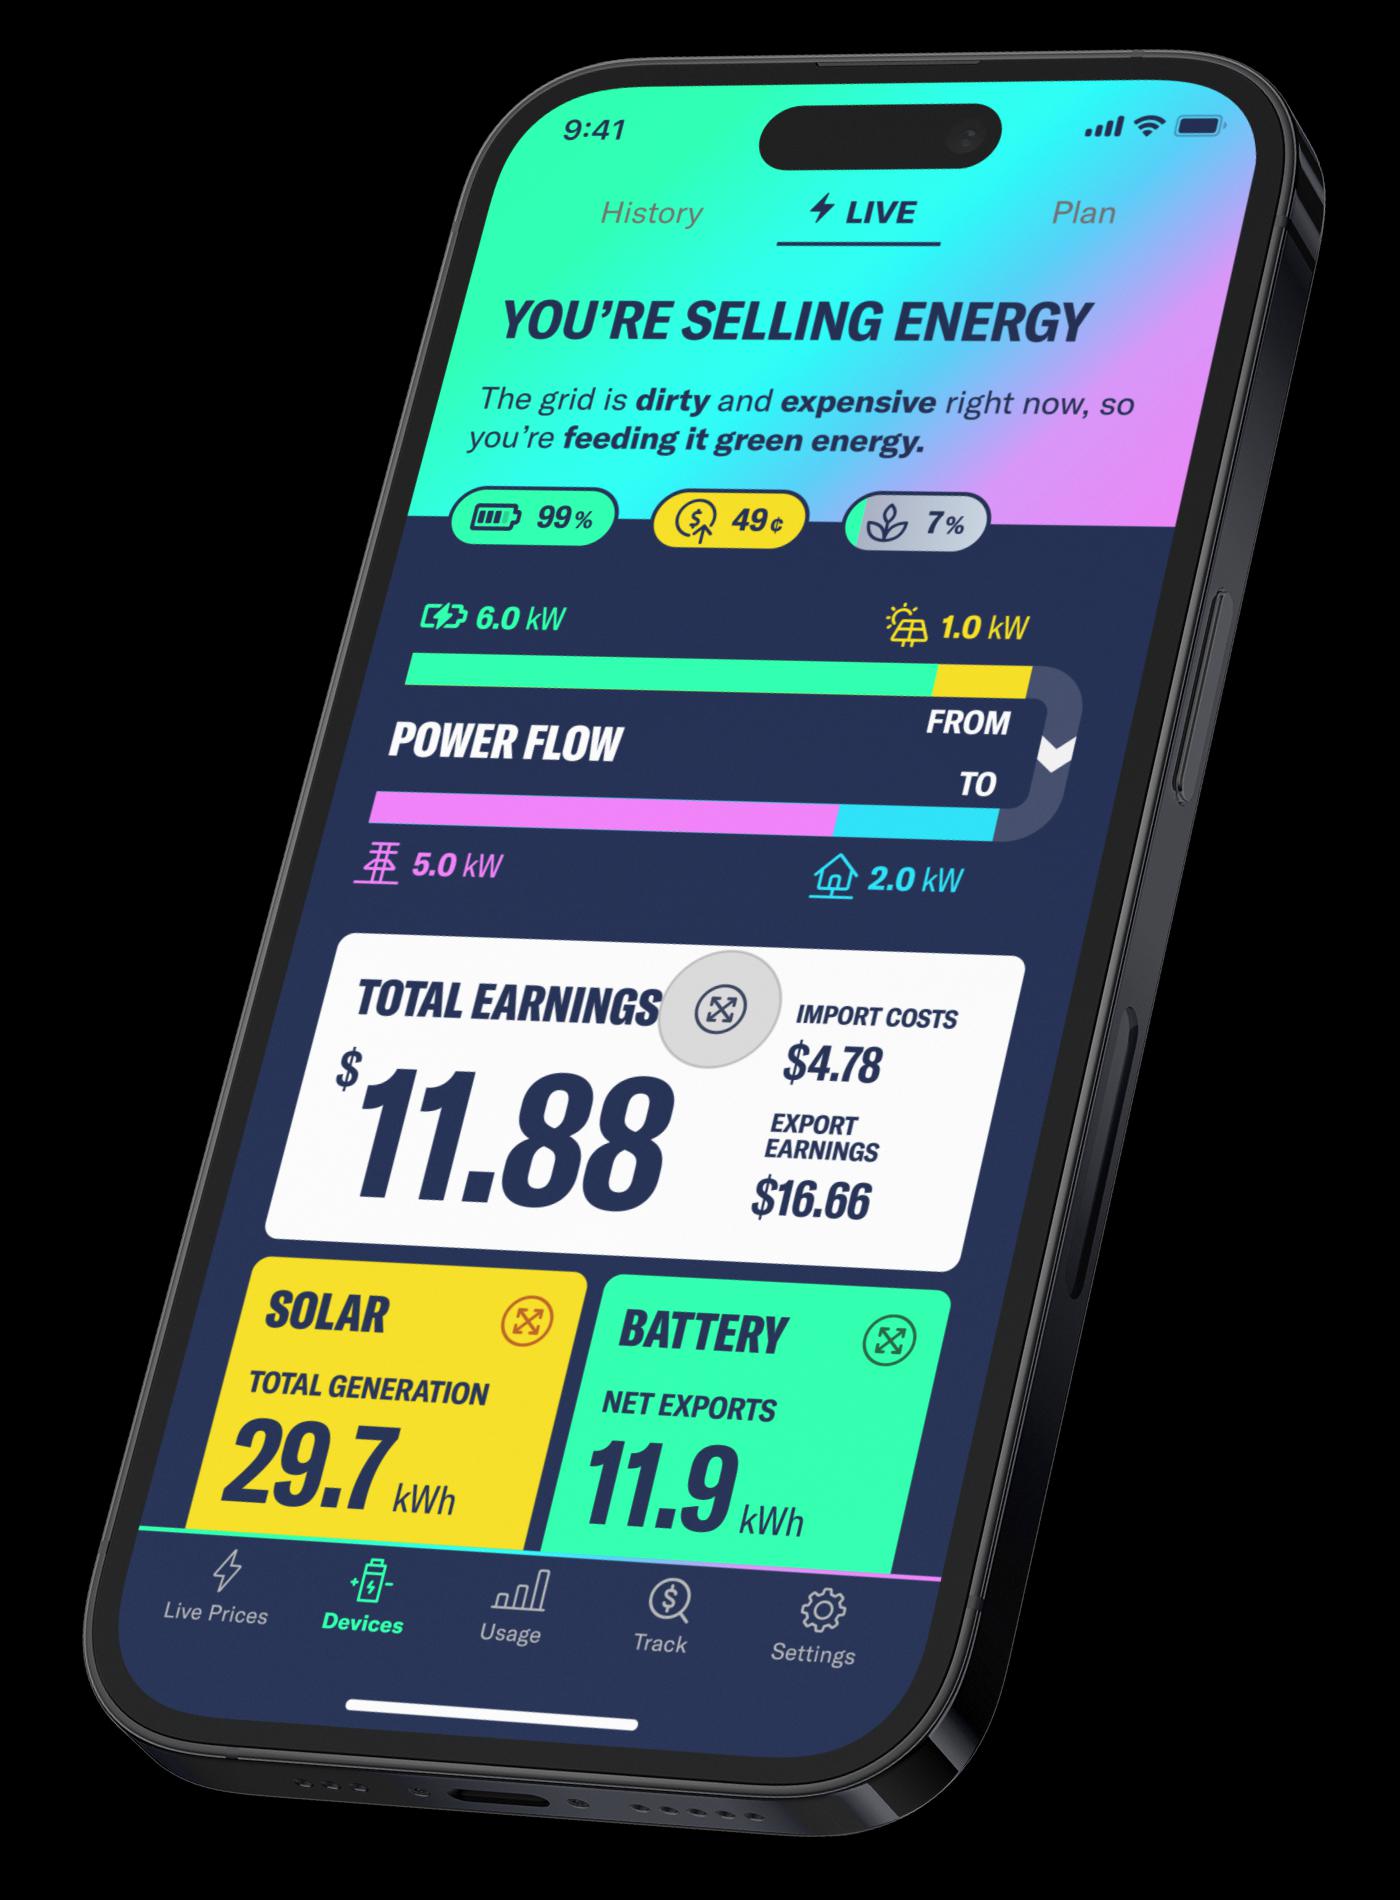 9:41
History
LIVE
Plan
YOU’RE SELLING ENERGY
The grid is dirty and expensive right now, so
you’re feeding it green energy.
99%
$ 49¢
7%
6.0 kW
1.0 kW
FROM
POWER FLOW
TO
5.0 kW
2.0 kW
TOTAL EARNINGS
$11.88
IMPORT COSTS
$4.78
EXPORT
EARNINGS
$16.66
SOLAR
TOTAL GENERATION
29.7 kWh
BATTERY
NET EXPORTS
11.9 kWh
Live Prices
Devices
Usage
$
Track
Settings